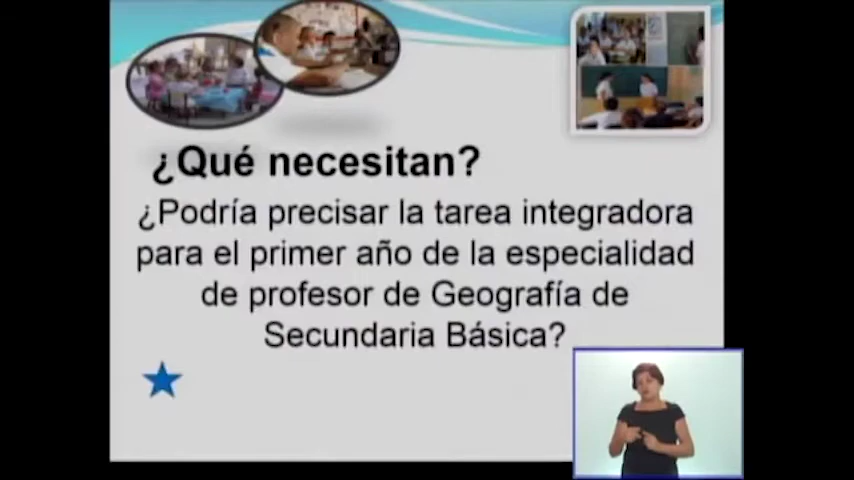 ¿Qué necesitan?
¿Podría precisar la tarea integradora
para el primer año de la especialidad
de profesor de Geografía de
Secundaria Básica?